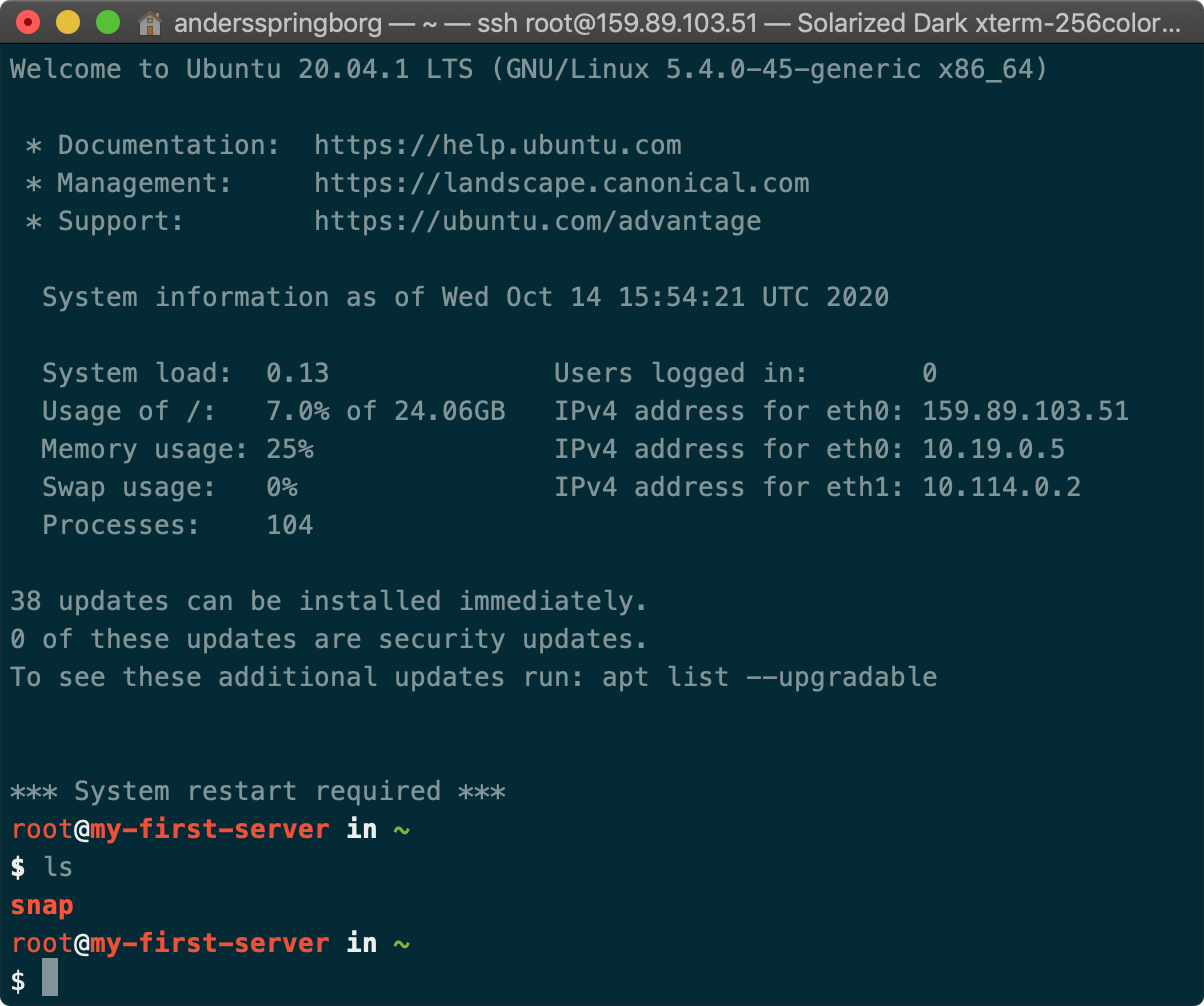 anderssspringborg — ~ — ssh root@159.89.103.51 — Solarized Dark xterm-256color…
Welcome to Ubuntu 20.04.1 LTS (GNU/Linux 5.4.0-45-generic x86_64)
* Documentation:  https://help.ubuntu.com
* Management:     https://landscape.canonical.com
* Support:        https://ubuntu.com/advantage
System information as of Wed Oct 14 15:54:21 UTC 2020
System load:  0.13              Users logged in:       0
Usage of /:   7.0% of 24.06GB   IPv4 address for eth0: 159.89.103.51
Memory usage: 25%               IPv4 address for eth0: 10.19.0.5
Swap usage:   0%                IPv4 address for eth1: 10.114.0.2
Processes:    104
38 updates can be installed immediately.
0 of these updates are security updates.
To see these additional updates run: apt list --upgradable
*** System restart required ***
root@my-first-server in ~
$ ls
snap
root@my-first-server in ~
$